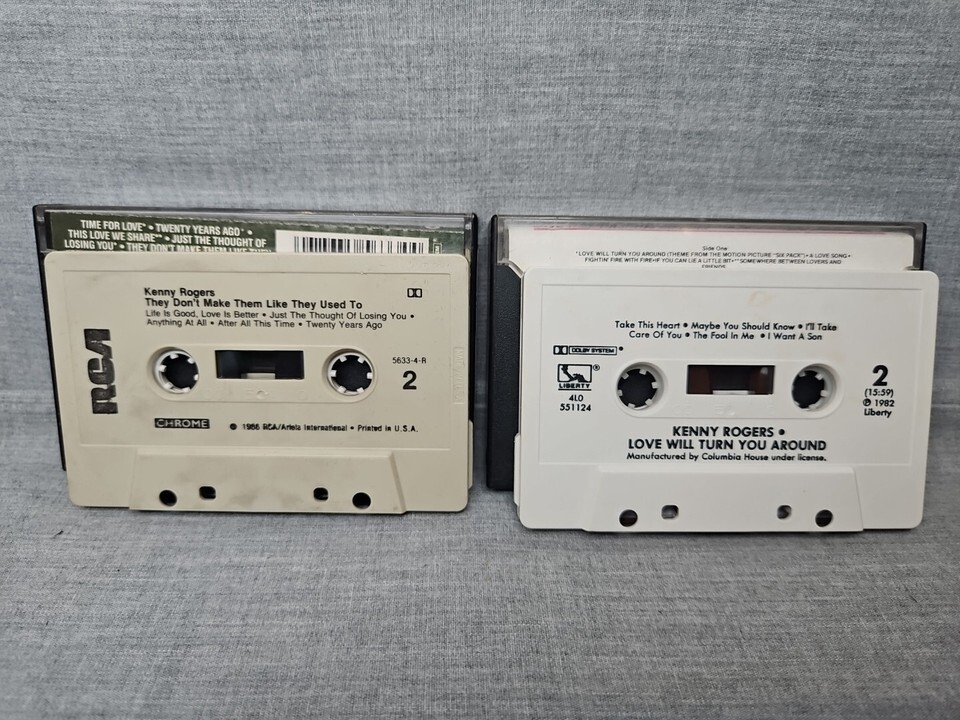 TIME FOR LOVE* • TWENTY YEARS AGO* •
THIS LOVE WE SHARE** • JUST THE THOUGHT OF
LOSING YOU* • THEY DON'T MAKE THEM LIKE THEY
Kenny Rogers
They Don't Make Them Like They Used To
Life Is Good, Love Is Better • Just The Thought Of Losing You •
Anything At All • After All This Time • Twenty Years Ago
RCA
5633-4-R
2
CHROME
© 1986 RCA/Ariola International • Printed in U.S.A.
Side One
*LOVE WILL TURN YOU AROUND (THEME FROM THE MOTION PICTURE "SIX PACK")•A LOVE SONG•
FIGHTIN' FIRE WITH FIRE•IF YOU CAN LIE A LITTLE BIT•**SOMEWHERE BETWEEN LOVERS AND
FRIENDS
Take This Heart • Maybe You Should Know • I'll Take
Care Of You • The Fool In Me • I Want A Son
DOLBY SYSTEM®
LIBERTY®
4L0
551124
2
(15:59)
℗ 1982
Liberty
KENNY ROGERS •
LOVE WILL TURN YOU AROUND
Manufactured by Columbia House under license.